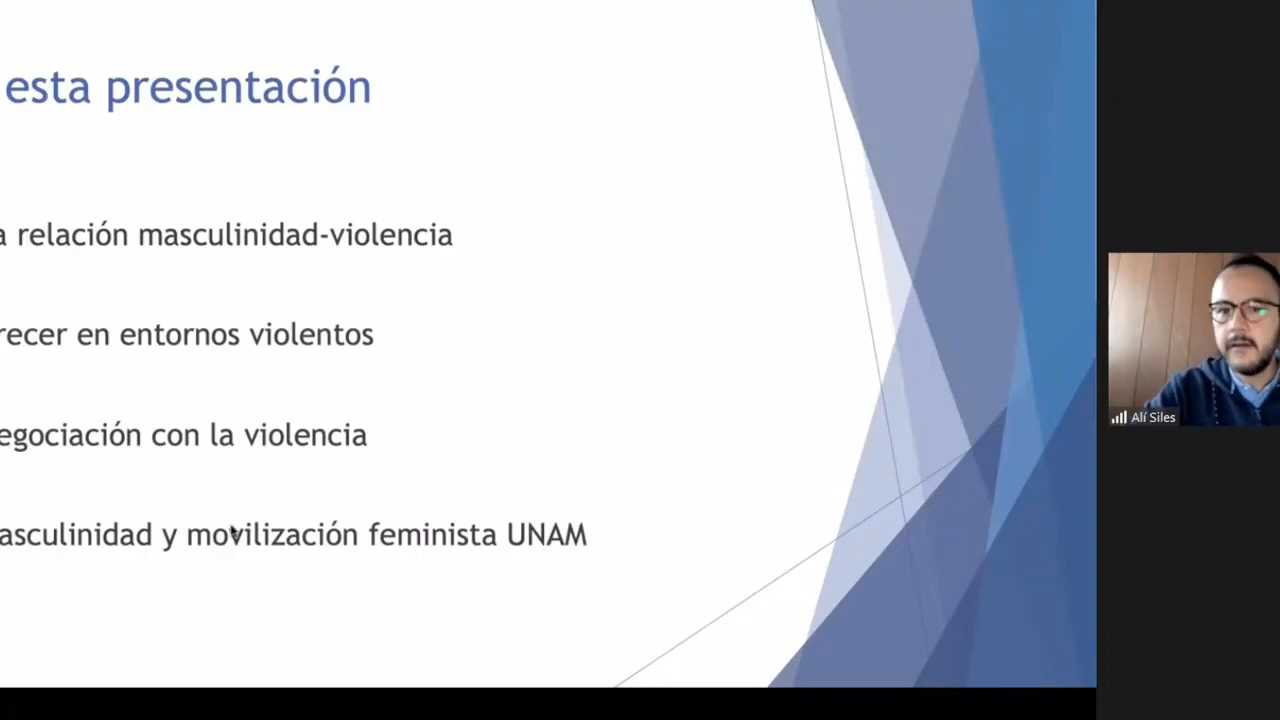 esta presentación
a relación masculinidad-violencia
recer en entornos violentos
egociación con la violencia
asculinidad y movilización feminista UNAM
Alí Siles